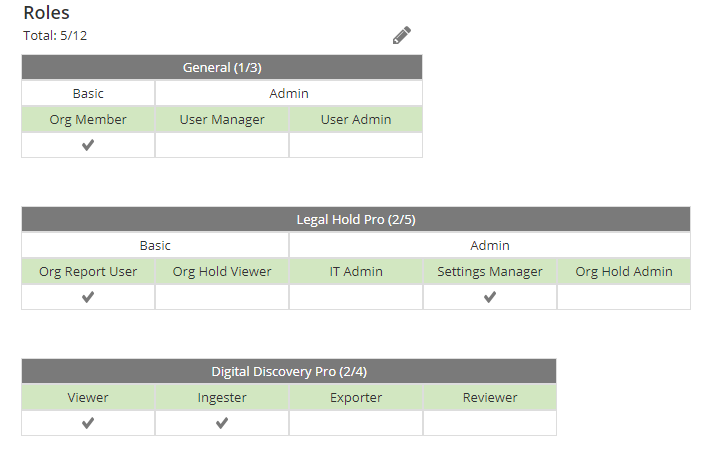 Roles
Total: 5/12
General (1/3)
Basic Admin
Org Member User Manager User Admin
Legal Hold Pro (2/5)
Basic Admin
Org Report User Org Hold Viewer IT Admin Settings Manager Org Hold Admin
Digital Discovery Pro (2/4)
Viewer Ingester Exporter Reviewer